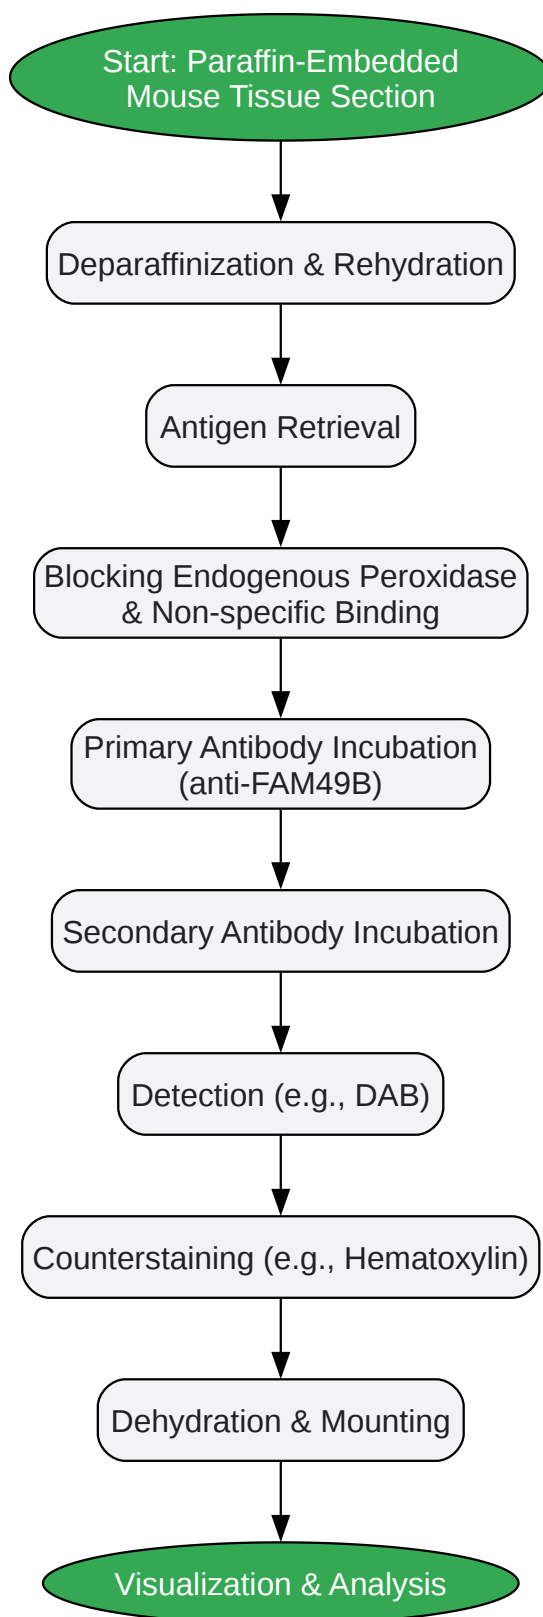 Start: Paraffin-Embedded
Mouse Tissue Section
Deparaffinization & Rehydration
Antigen Retrieval
Blocking Endogenous Peroxidase
& Non-specific Binding
Primary Antibody Incubation
(anti-FAM49B)
Secondary Antibody Incubation
Detection (e.g., DAB)
Counterstaining (e.g., Hematoxylin)
Dehydration & Mounting
Visualization & Analysis